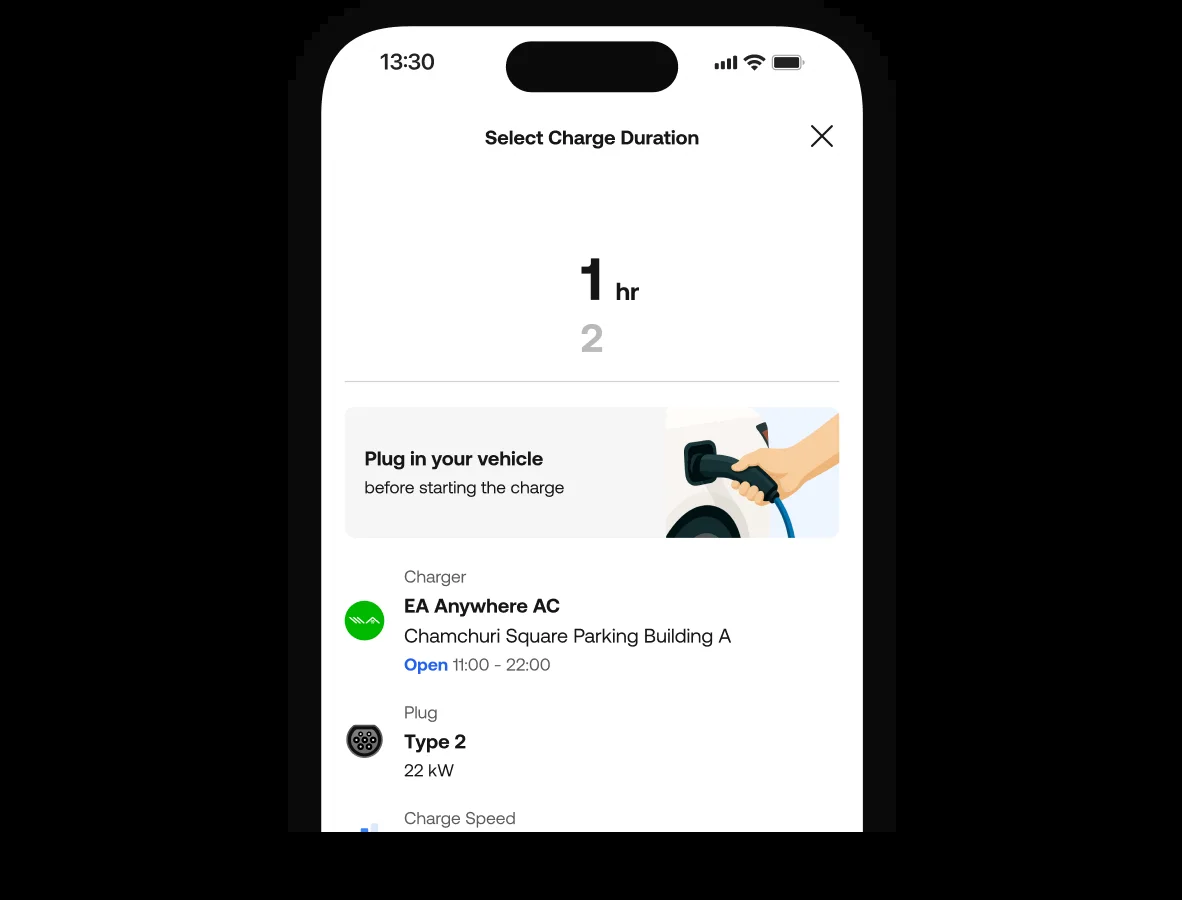 13:30
Select Charge Duration
1 hr
2
Plug in your vehicle
before starting the charge
Charger
EA Anywhere AC
Chamchuri Square Parking Building A
Open 11:00 - 22:00
Plug
Type 2
22 kW
Charge Speed